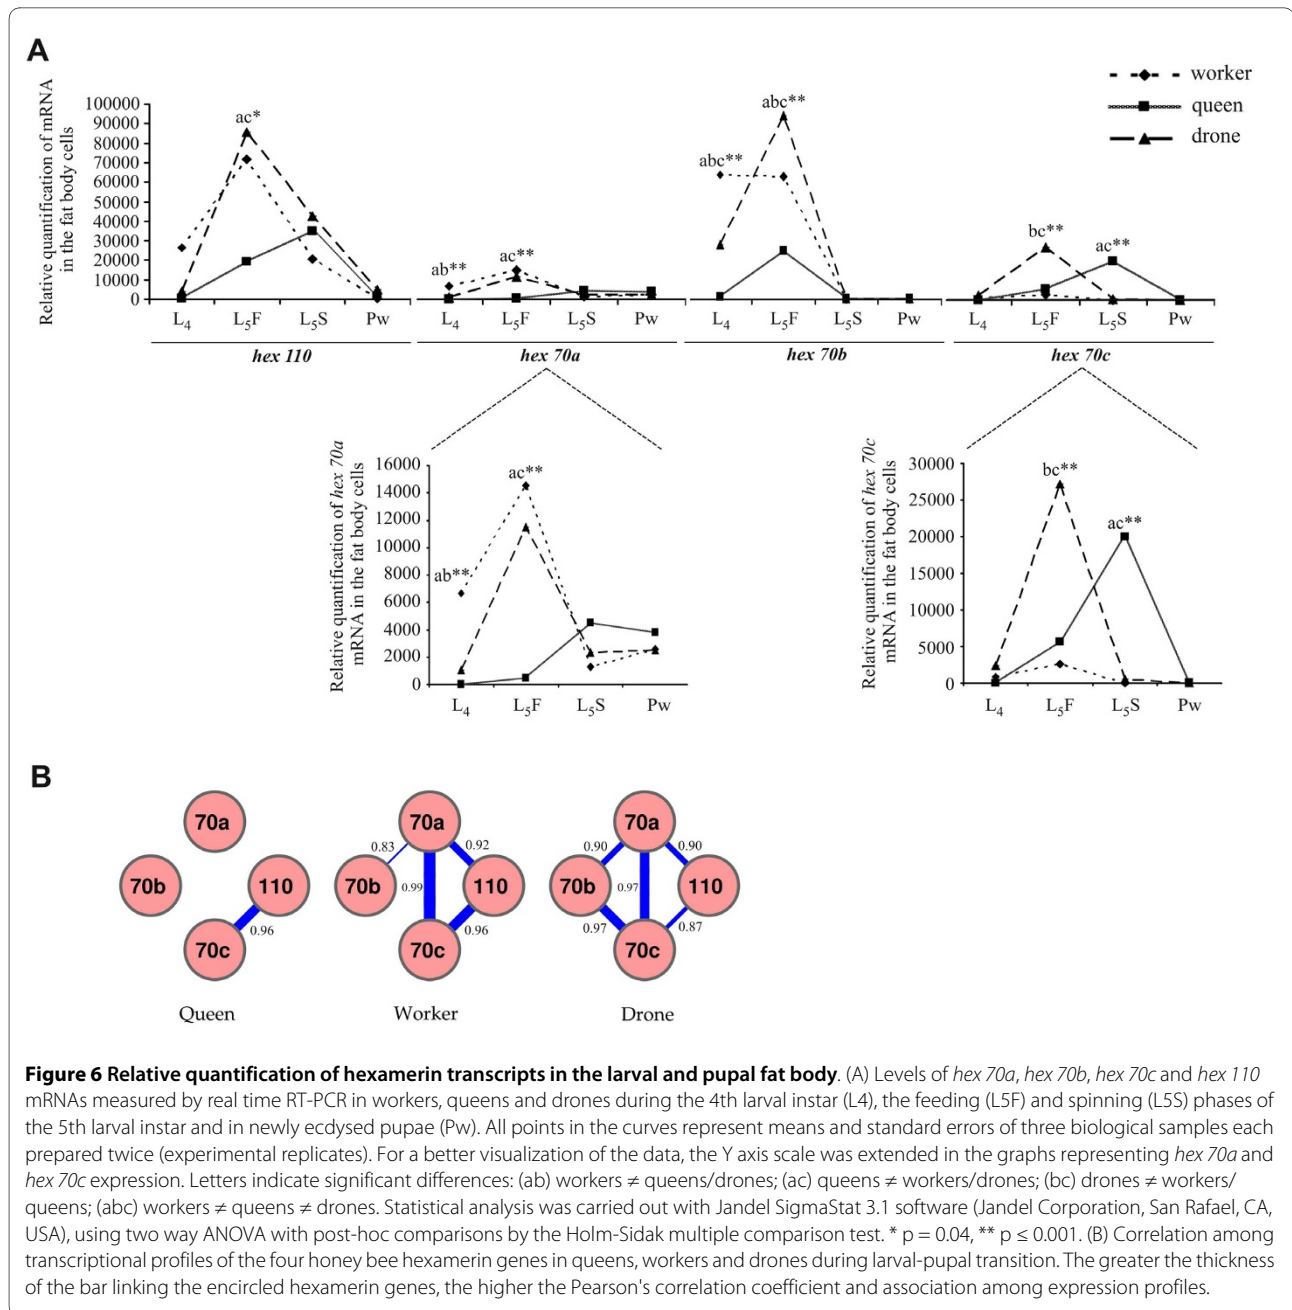 A
worker
queen
drone
Relative quantification of mRNA
in the fat body cells
100000
90000
80000
70000
60000
50000
40000
30000
20000
10000
0
ac*
ab**
ac**
abc**
abc**
bc**
ac**
L4 L5F L5S Pw L4 L5F L5S Pw L4 L5F L5S Pw L4 L5F L5S Pw
hex 110 hex 70a hex 70b hex 70c
Relative quantification of hex 70a
mRNA in the fat body cells
16000
14000
12000
10000
8000
6000
4000
2000
0
ab**
ac**
L4 L5F L5S Pw
Relative quantification of hex 70c
mRNA in the fat body cells
30000
25000
20000
15000
10000
5000
0
bc**
ac**
L4 L5F L5S Pw
B
70a
70b
110
70c
0.96
Queen
70a
0.83
0.92
70b
0.99
110
0.96
70c
Worker
70a
0.90
0.90
70b
0.97
110
0.97
0.87
70c
Drone
Figure 6 Relative quantification of hexamerin transcripts in the larval and pupal fat body. (A) Levels of hex 70a, hex 70b, hex 70c and hex 110
mRNAs measured by real time RT-PCR in workers, queens and drones during the 4th larval instar (L4), the feeding (L5F) and spinning (L5S) phases of
the 5th larval instar and in newly ecdysed pupae (Pw). All points in the curves represent means and standard errors of three biological samples each
prepared twice (experimental replicates). For a better visualization of the data, the Y axis scale was extended in the graphs representing hex 70a and
hex 70c expression. Letters indicate significant differences: (ab) workers ≠ queens/drones; (ac) queens ≠ workers/drones; (bc) drones ≠ workers/
queens; (abc) workers ≠ queens ≠ drones. Statistical analysis was carried out with Jandel SigmaStat 3.1 software (Jandel Corporation, San Rafael, CA,
USA), using two way ANOVA with post-hoc comparisons by the Holm-Sidak multiple comparison test. * p = 0.04, ** p ≤ 0.001. (B) Correlation among
transcriptional profiles of the four honey bee hexamerin genes in queens, workers and drones during larval-pupal transition. The greater the thickness
of the bar linking the encircled hexamerin genes, the higher the Pearson's correlation coefficient and association among expression profiles.